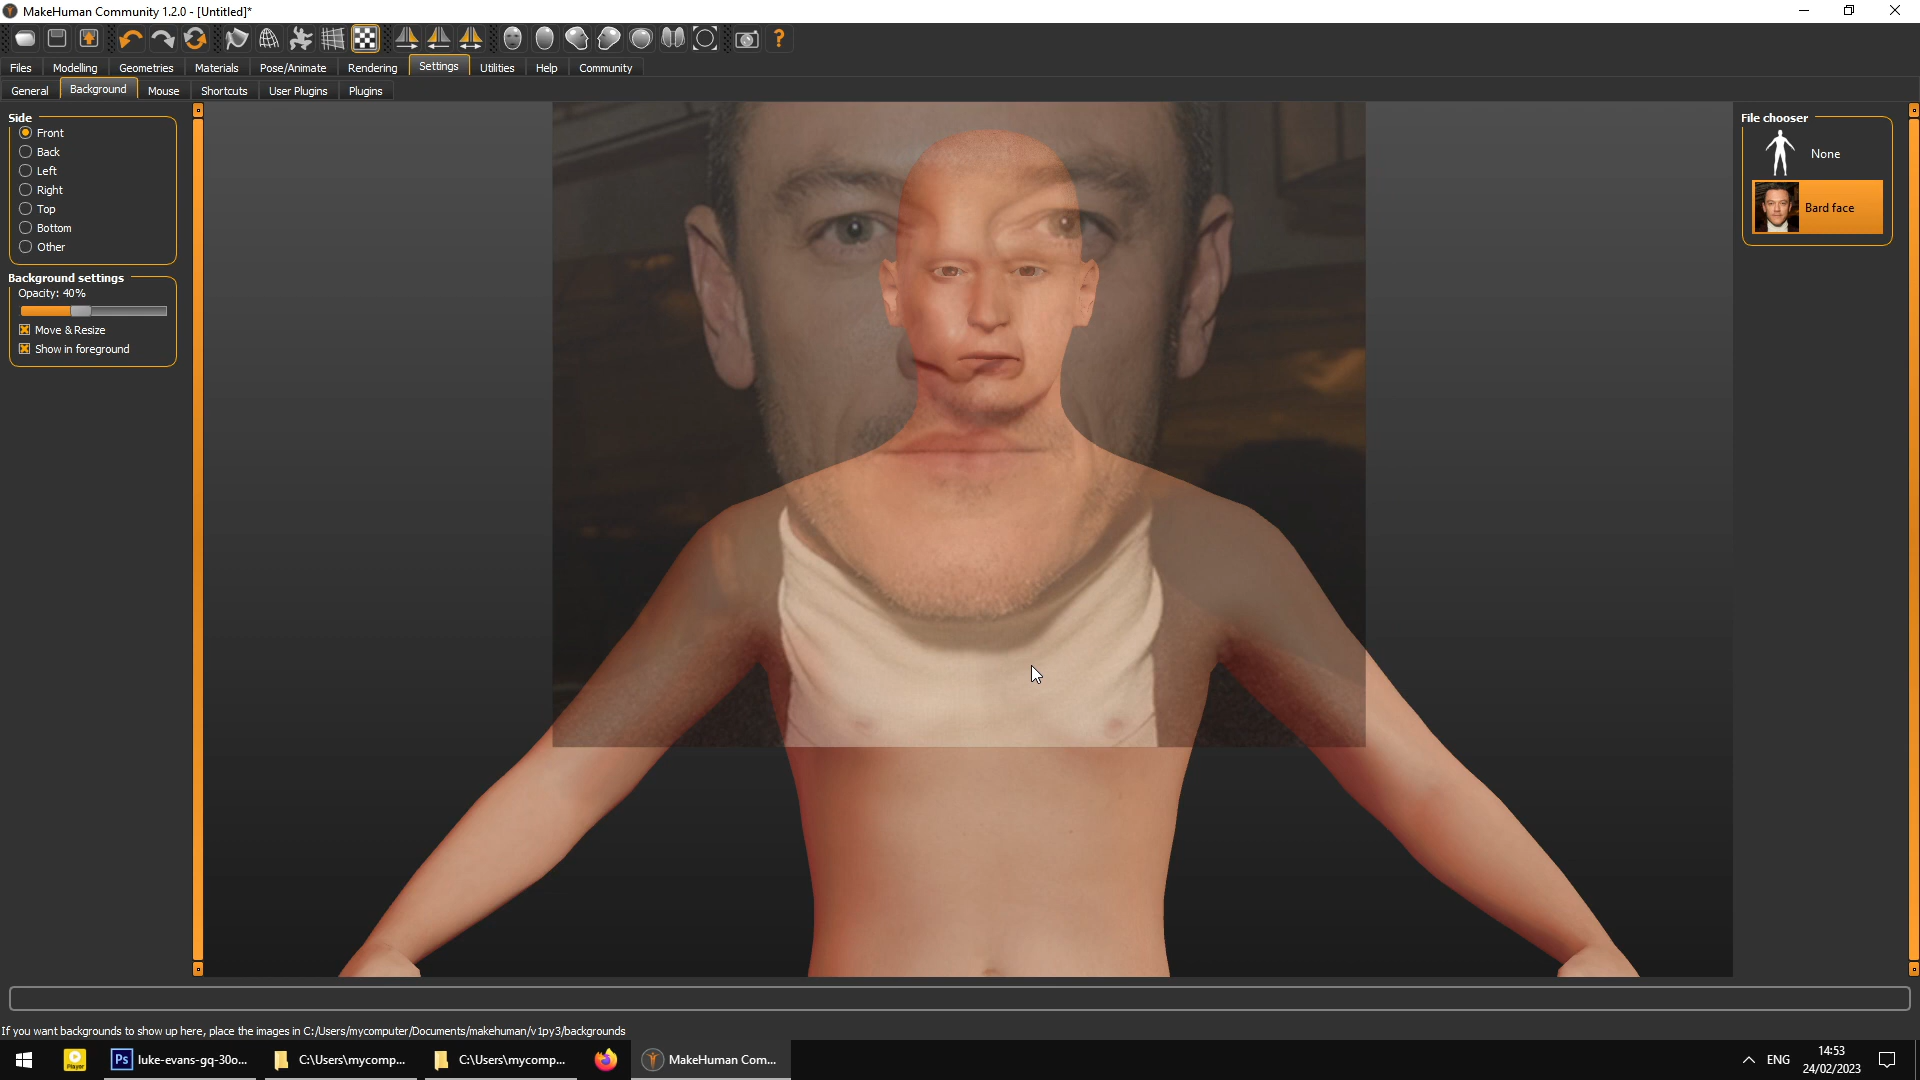 MakeHuman Community 1.2.0 - [Untitled]*
Files Modelling Geometries Materials Pose/Animate Rendering Settings Utilities Help Community
General Background Mouse Shortcuts User Plugins Plugins
Side
Front
Back
Left
Right
Top
Bottom
Other
Background settings
Opacity: 40%
Move & Resize
Show in foreground
File chooser
None
Bard face
If you want backgrounds to show up here, place the images in C:/Users/mycomputer/Documents/makehuman/v1py3/backgrounds
Player
Ps luke-evans-gq-30o...
C:\Users\mycomp...
C:\Users\mycomp...
MakeHuman Com...
ENG
14:53
24/02/2023